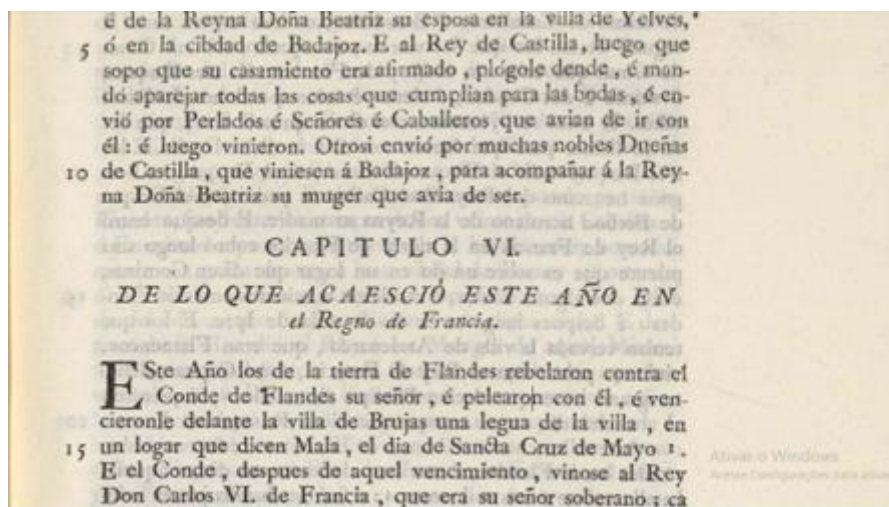 é de la Reyna Doña Beatriz su esposa en la villa de Yelves,
5 ó en la cibdad de Badajoz. E al Rey de Castilla, luego que
sopo que su casamiento era afirmado, plógole dende, é man-
dó aparejar todas las cosas que cumplian para las bodas, é en-
vió por Perlados é Señores é Caballeros que avian de ir con
él: é luego vinieron. Otrosi envió por muchas nobles Dueñas
10 de Castilla, que viniesen á Badajoz, para acompañar á la Rey-
na Doña Beatriz su muger que avia de ser.
CAPITULO VI.
DE LO QUE ACAESCIÓ ESTE AÑO EN
el Regno de Francia.
ESte Año los de la tierra de Flandes rebelaron contra el
Conde de Flandes su señor, é pelearon con él, é ven-
cieronle delante la villa de Brujas una legua de la villa, en
15 un logar que dicen Mala, el dia de Sancta Cruz de Mayo 1.
E el Conde, despues de aquel vencimiento, vinose al Rey
Don Carlos VI. de Francia, que era su señor soberano; ca
Ativar o Windows